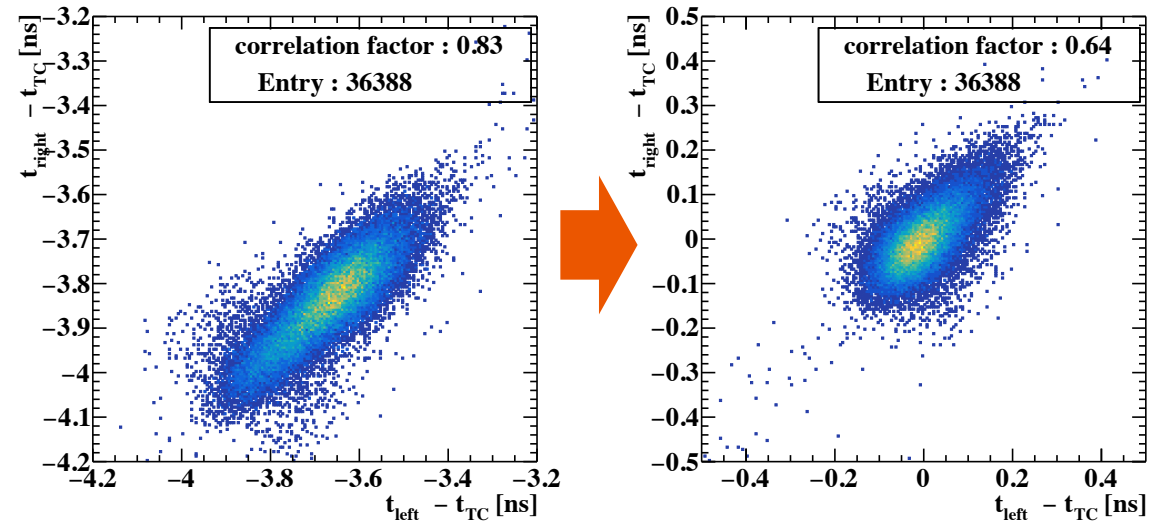 correlation factor : 0.83
Entry : 36388
t_right − t_TC [ns]
−3.2
−3.3
−3.4
−3.5
−3.6
−3.7
−3.8
−3.9
−4
−4.1
−4.2
−4.2 −4 −3.8 −3.6 −3.4 −3.2
t_left − t_TC [ns]
correlation factor : 0.64
Entry : 36388
t_right − t_TC [ns]
0.5
0.4
0.3
0.2
0.1
0
−0.1
−0.2
−0.3
−0.4
−0.5
−0.4 −0.2 0 0.2 0.4
t_left − t_TC [ns]